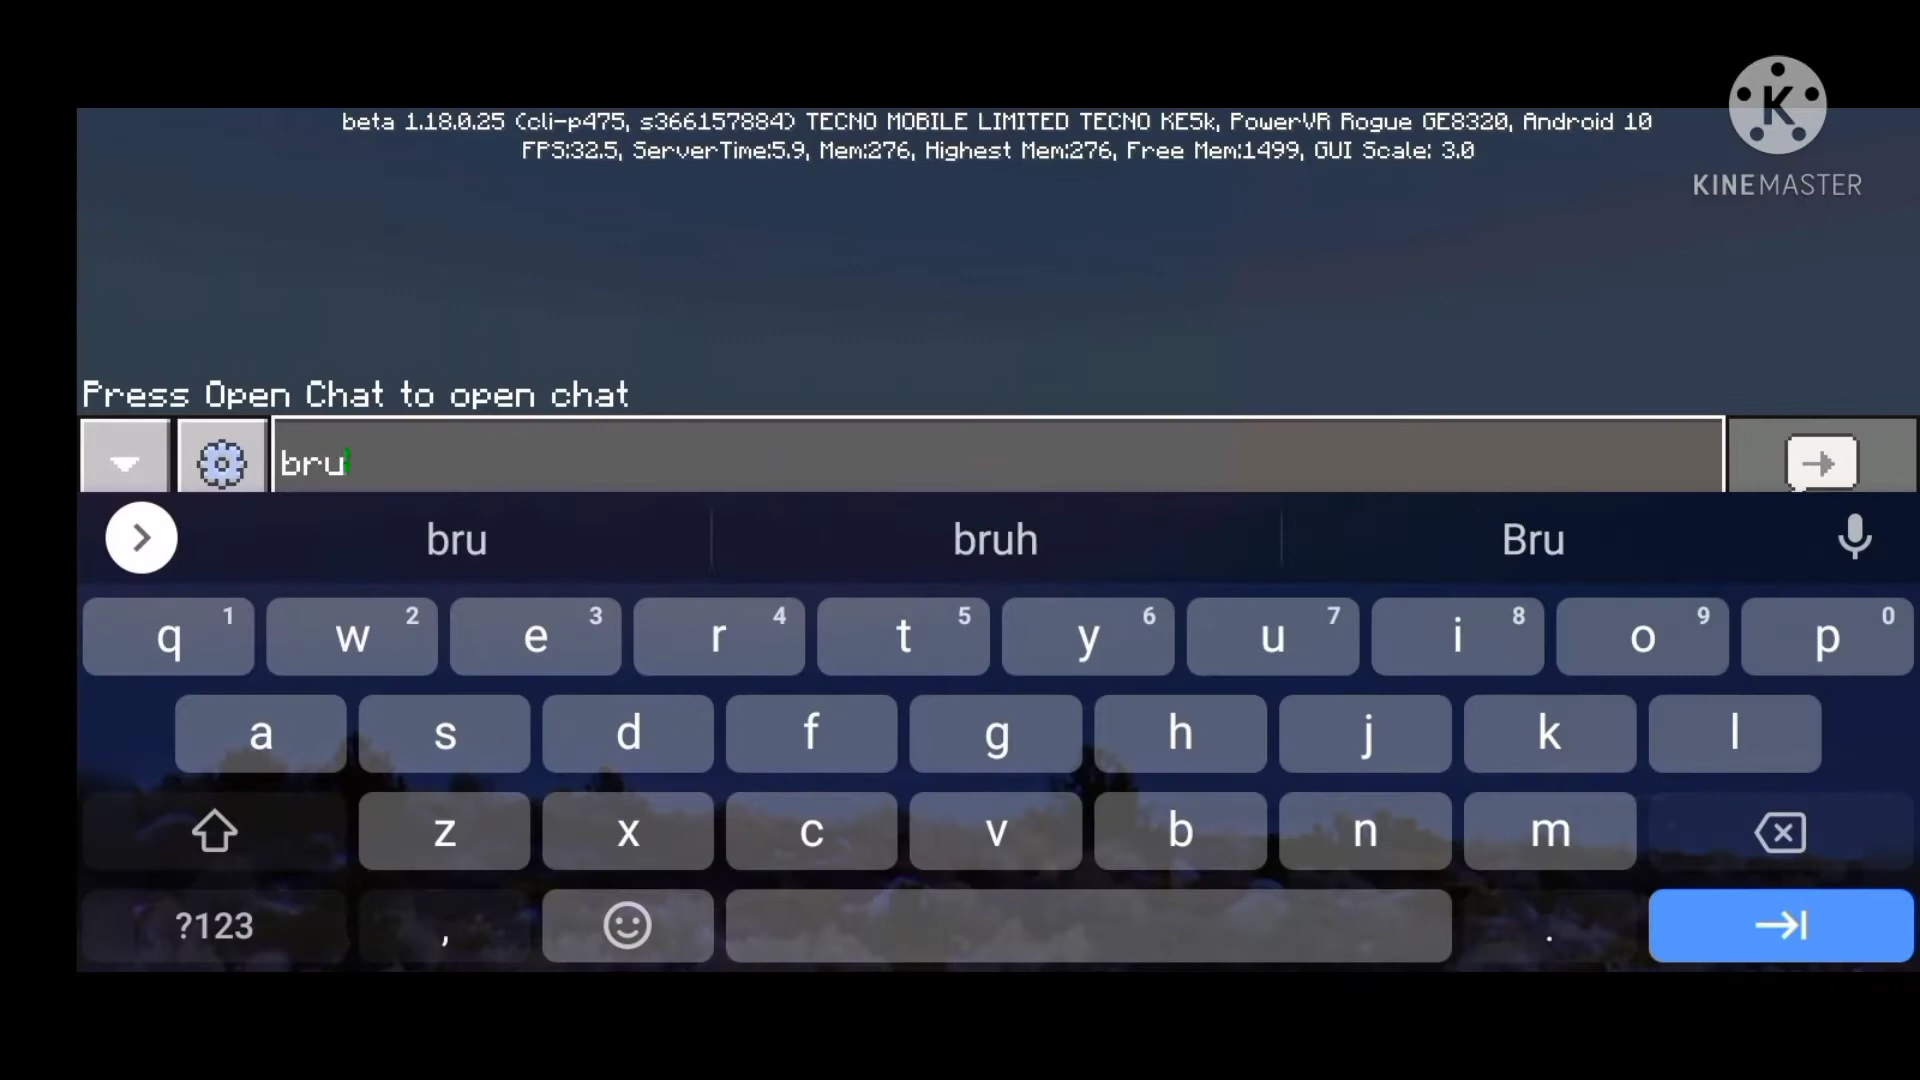 beta 1.18.0.25 (cli-p475, s366157884) TECNO MOBILE LIMITED TECNO KE5k, PowerVR Rogue GE8320, Android 10
FPS:32.5, ServerTime:5.9, Mem:276, Highest Mem:276, Free Mem:1499, GUI Scale: 3.0
K
KINEMASTER
Press Open Chat to open chat
bru
bru bruh Bru
q 1 w 2 e 3 r 4 t 5 y 6 u 7 i 8 o 9 p 0
a s d f g h j k l
z x c v b n m
?123 , .